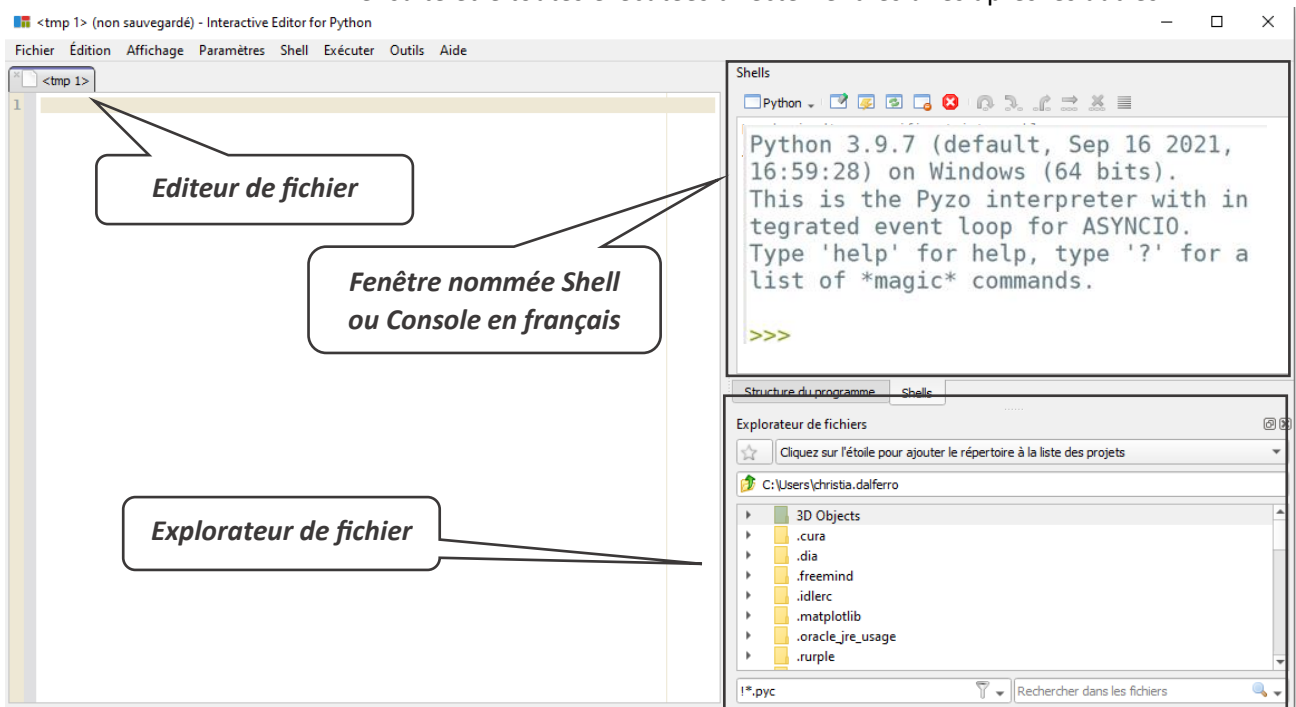 <tmp 1> (non sauvegardé) - Interactive Editor for Python
Fichier Édition Affichage Paramètres Shell Exécuter Outils Aide
<tmp 1>
1
Editeur de fichier
Fenêtre nommée Shell
ou Console en français
Explorateur de fichier
Shells
Python
Python 3.9.7 (default, Sep 16 2021,
16:59:28) on Windows (64 bits).
This is the Pyzo interpreter with in
tegrated event loop for ASYNCIO.
Type 'help' for help, type '?' for a
list of *magic* commands.
>>>
Structure du programme Shells
Explorateur de fichiers
Cliquez sur l'étoile pour ajouter le répertoire à la liste des projets
C:\Users\christia.dalferro
3D Objects
.cura
.dia
.freemind
.idlerc
.matplotlib
.oracle_jre_usage
.rurple
!*.pyc
Rechercher dans les fichiers